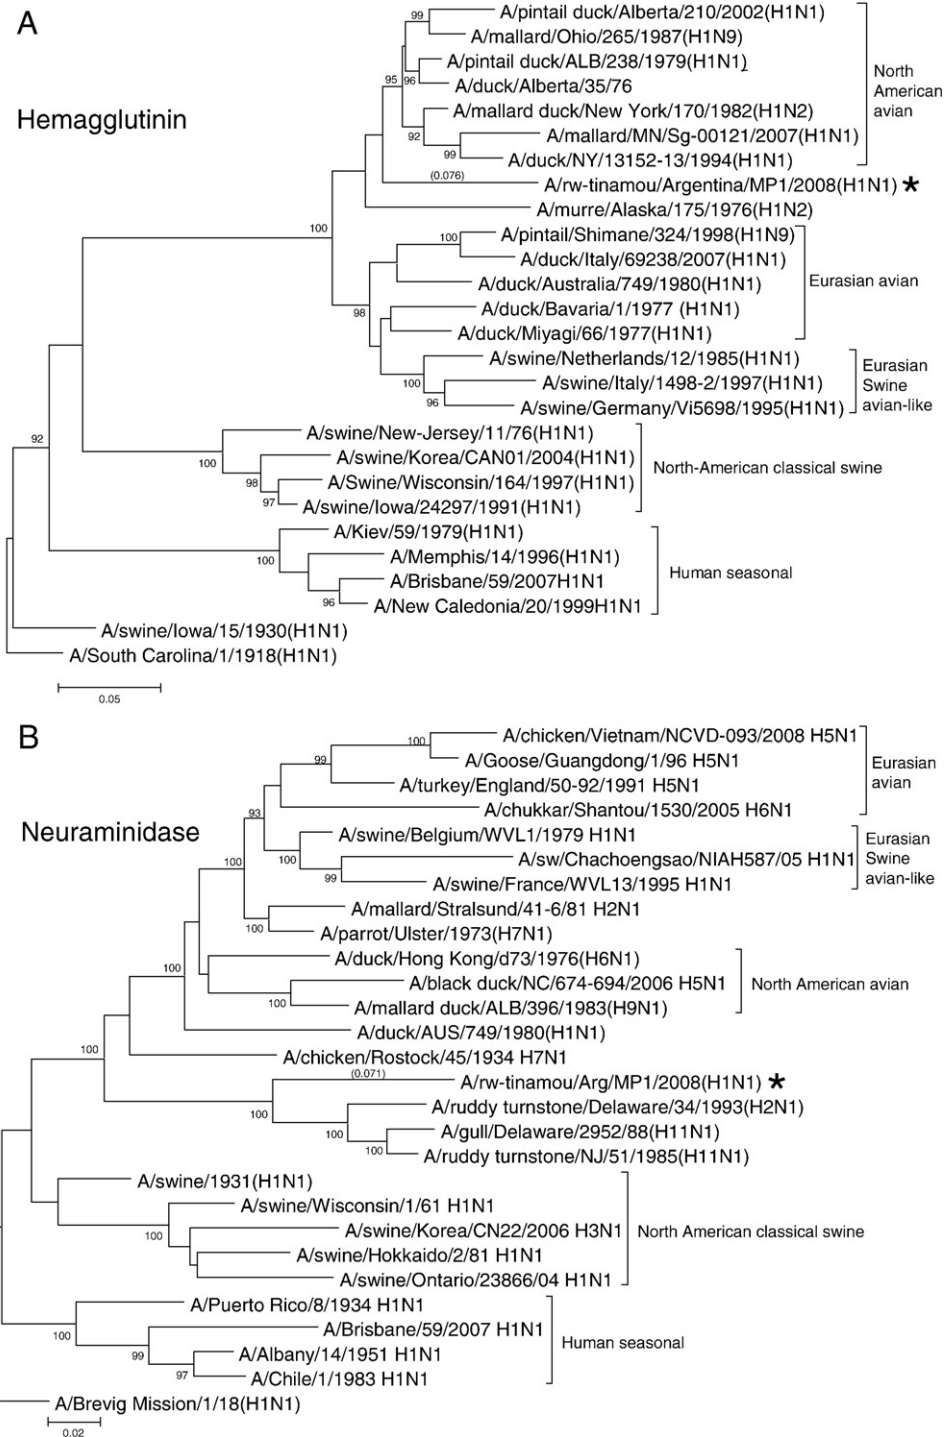 A
Hemagglutinin
99
A/pintail duck/Alberta/210/2002(H1N1)
A/mallard/Ohio/265/1987(H1N9)
A/pintail duck/ALB/238/1979(H1N1)
95
96
A/duck/Alberta/35/76
A/mallard duck/New York/170/1982(H1N2)
92
A/mallard/MN/Sg-00121/2007(H1N1)
99
A/duck/NY/13152-13/1994(H1N1)
North
American
avian
(0.076)
A/rw-tinamou/Argentina/MP1/2008(H1N1) ★
A/murre/Alaska/175/1976(H1N2)
100
100
A/pintail/Shimane/324/1998(H1N9)
A/duck/Italy/69238/2007(H1N1)
A/duck/Australia/749/1980(H1N1)
98
A/duck/Bavaria/1/1977 (H1N1)
A/duck/Miyagi/66/1977(H1N1)
Eurasian avian
A/swine/Netherlands/12/1985(H1N1)
100
A/swine/Italy/1498-2/1997(H1N1)
96
A/swine/Germany/Vi5698/1995(H1N1)
Eurasian
Swine
avian-like
92
A/swine/New-Jersey/11/76(H1N1)
100
A/swine/Korea/CAN01/2004(H1N1)
98
A/Swine/Wisconsin/164/1997(H1N1)
97
A/swine/Iowa/24297/1991(H1N1)
North-American classical swine
A/Kiev/59/1979(H1N1)
100
A/Memphis/14/1996(H1N1)
A/Brisbane/59/2007H1N1
96
A/New Caledonia/20/1999H1N1
Human seasonal
A/swine/Iowa/15/1930(H1N1)
A/South Carolina/1/1918(H1N1)
0.05
B
Neuraminidase
100
A/chicken/Vietnam/NCVD-093/2008 H5N1
99
A/Goose/Guangdong/1/96 H5N1
A/turkey/England/50-92/1991 H5N1
93
A/chukkar/Shantou/1530/2005 H6N1
Eurasian
avian
A/swine/Belgium/WVL1/1979 H1N1
100
100
A/sw/Chachoengsao/NIAH587/05 H1N1
99
A/swine/France/WVL13/1995 H1N1
Eurasian
Swine
avian-like
A/mallard/Stralsund/41-6/81 H2N1
100
A/parrot/Ulster/1973(H7N1)
100
A/duck/Hong Kong/d73/1976(H6N1)
A/black duck/NC/674-694/2006 H5N1
100
A/mallard duck/ALB/396/1983(H9N1)
North American avian
A/duck/AUS/749/1980(H1N1)
100
A/chicken/Rostock/45/1934 H7N1
(0.071)
A/rw-tinamou/Arg/MP1/2008(H1N1) ★
100
A/ruddy turnstone/Delaware/34/1993(H2N1)
100
A/gull/Delaware/2952/88(H11N1)
100
A/ruddy turnstone/NJ/51/1985(H11N1)
A/swine/1931(H1N1)
A/swine/Wisconsin/1/61 H1N1
100
A/swine/Korea/CN22/2006 H3N1
A/swine/Hokkaido/2/81 H1N1
A/swine/Ontario/23866/04 H1N1
North American classical swine
A/Puerto Rico/8/1934 H1N1
100
A/Brisbane/59/2007 H1N1
99
A/Albany/14/1951 H1N1
97
A/Chile/1/1983 H1N1
Human seasonal
A/Brevig Mission/1/18(H1N1)
0.02